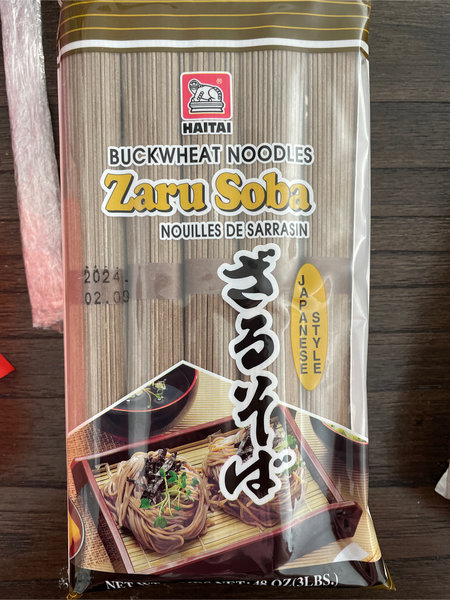 HAITAI
BUCKWHEAT NOODLES
Zaru Soba
NOUILLES DE SARRASIN
2024.
02.09
ざるそば
JAPANESE
STYLE
NET NET: 48 OZ(3LBS.)